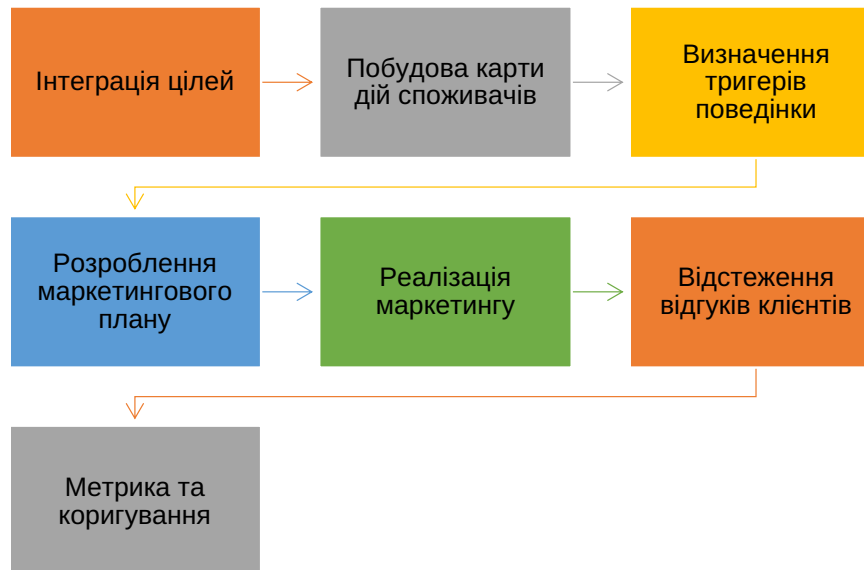 Інтеграція цілей
Побудова карти
дій споживачів
Визначення
тригерів
поведінки
Розроблення
маркетингового
плану
Реалізація
маркетингу
Відстеження
відгуків клієнтів
Метрика та
коригування